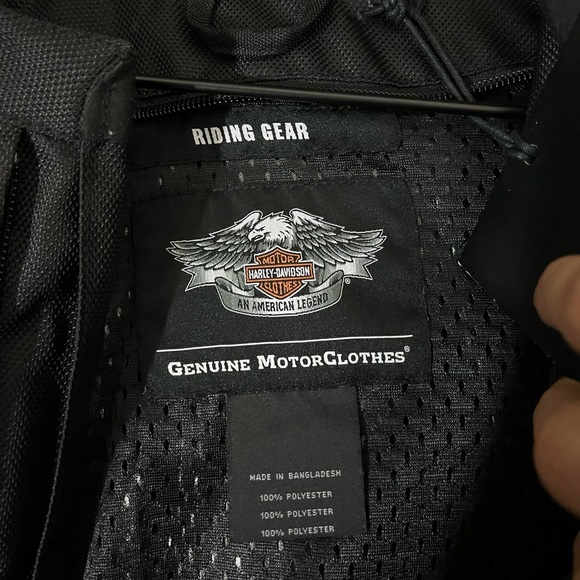 RIDING GEAR
MOTOR
HARLEY-DAVIDSON
CLOTHES
AN AMERICAN LEGEND
®
GENUINE MOTORCLOTHES®
MADE IN BANGLADESH
100% POLYESTER
100% POLYESTER
100% POLYESTER